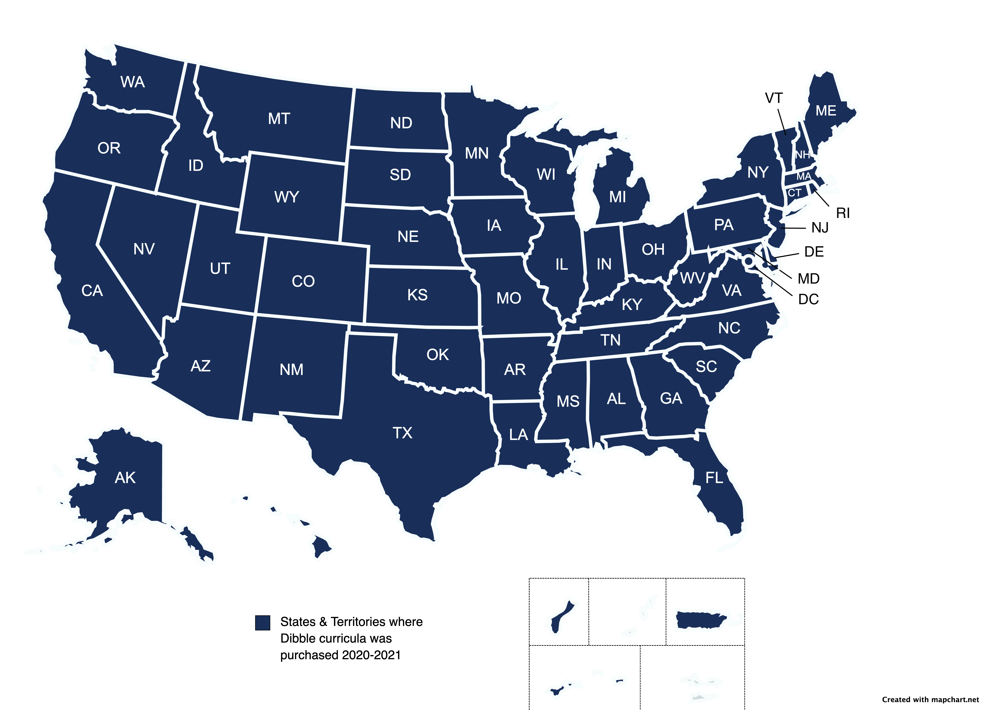 WA
MT
ND
MN
OR
ID
WY
SD
WI
MI
VT
ME
NH
NY
MA
CT
RI
NJ
PA
DE
MD
DC
NV
UT
CO
NE
IA
IL
IN
OH
WV
VA
CA
KS
MO
KY
NC
TN
SC
AZ
NM
OK
AR
MS
AL
GA
TX
LA
FL
AK
States & Territories where
Dibble curricula was
purchased 2020-2021
Created with mapchart.net